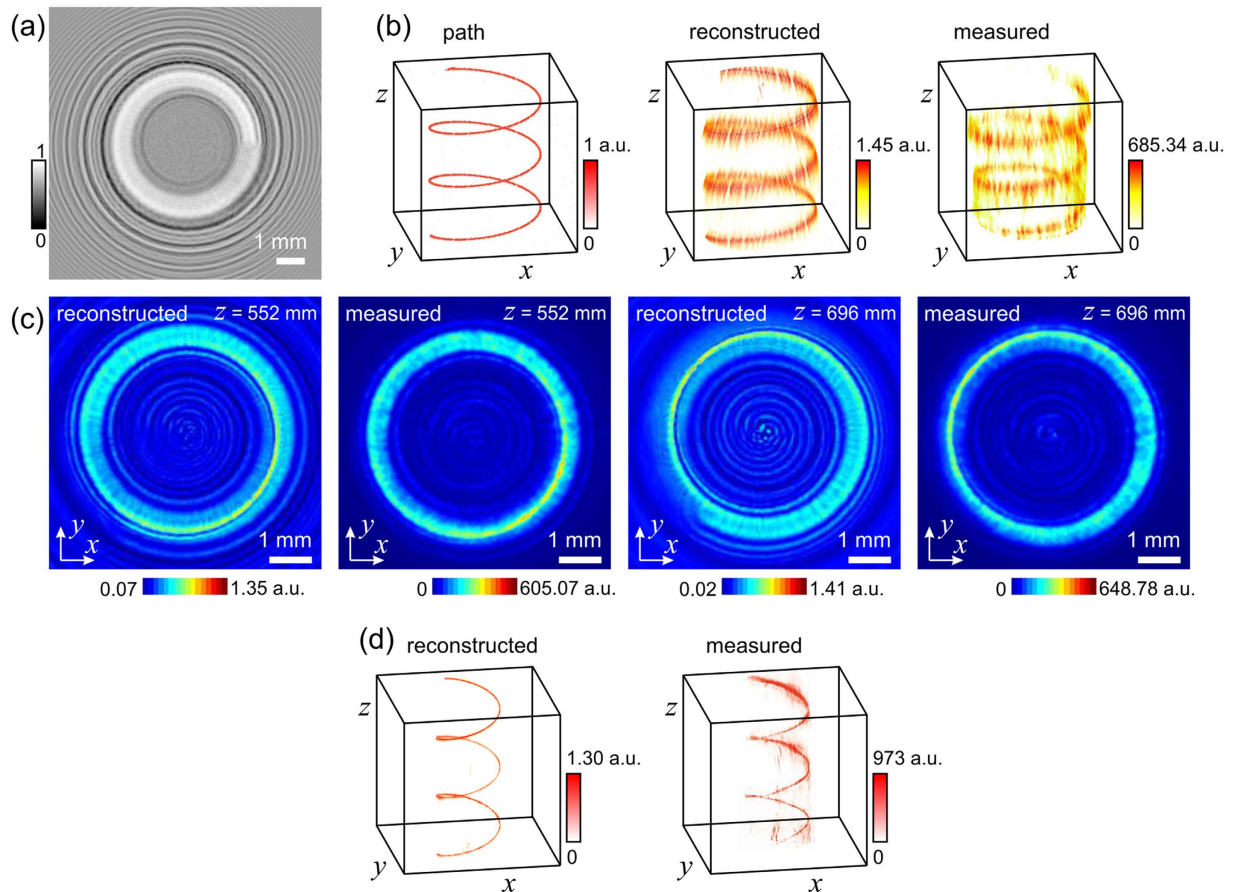 (a)
1
0
1 mm
(b)
path
z
y
x
1 a.u.
0
reconstructed
z
y
x
1.45 a.u.
0
measured
z
y
x
685.34 a.u.
0
(c)
reconstructed z = 552 mm
y
x
1 mm
0.07 1.35 a.u.
measured z = 552 mm
y
x
1 mm
0 605.07 a.u.
reconstructed z = 696 mm
y
x
1 mm
0.02 1.41 a.u.
measured z = 696 mm
y
x
1 mm
0 648.78 a.u.
(d)
reconstructed
z
y
x
1.30 a.u.
0
measured
z
y
x
973 a.u.
0